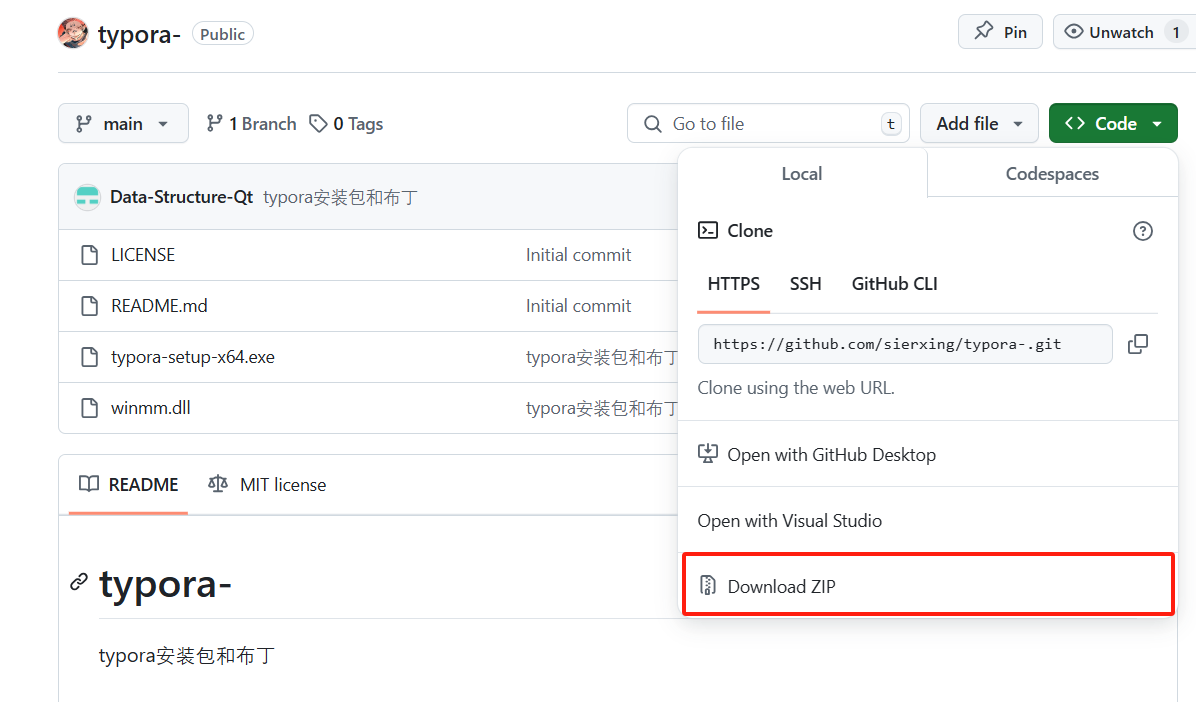 typora- Public Pin Unwatch 1
main 1 Branch 0 Tags Go to file t Add file Code
Local Codespaces
Data-Structure-Qt typora安装包和布丁
Clone
LICENSE Initial commit
HTTPS SSH GitHub CLI
README.md Initial commit
https://github.com/sierxing/typora-.git
typora-setup-x64.exe typora安装包和布丁
Clone using the web URL.
winmm.dll typora安装包和布丁
Open with GitHub Desktop
README MIT license
Open with Visual Studio
typora-
Download ZIP
typora安装包和布丁